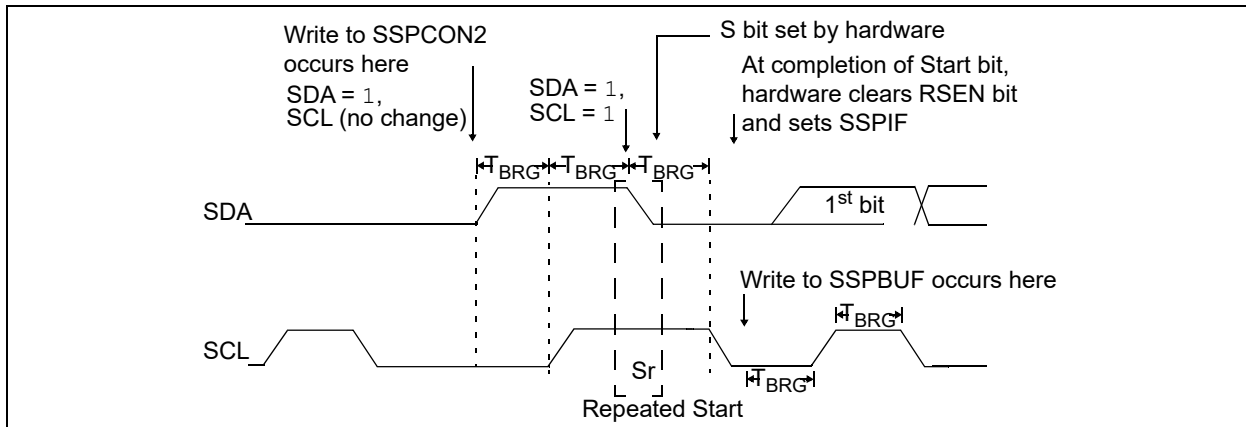 Write to SSPCON2
occurs here
SDA = 1,
SCL (no change)
SDA = 1,
SCL = 1
S bit set by hardware
At completion of Start bit,
hardware clears RSEN bit
and sets SSPIF
TBRG
TBRG
TBRG
SDA
1st bit
Write to SSPBUF occurs here
TBRG
SCL
Sr
TBRG
Repeated Start